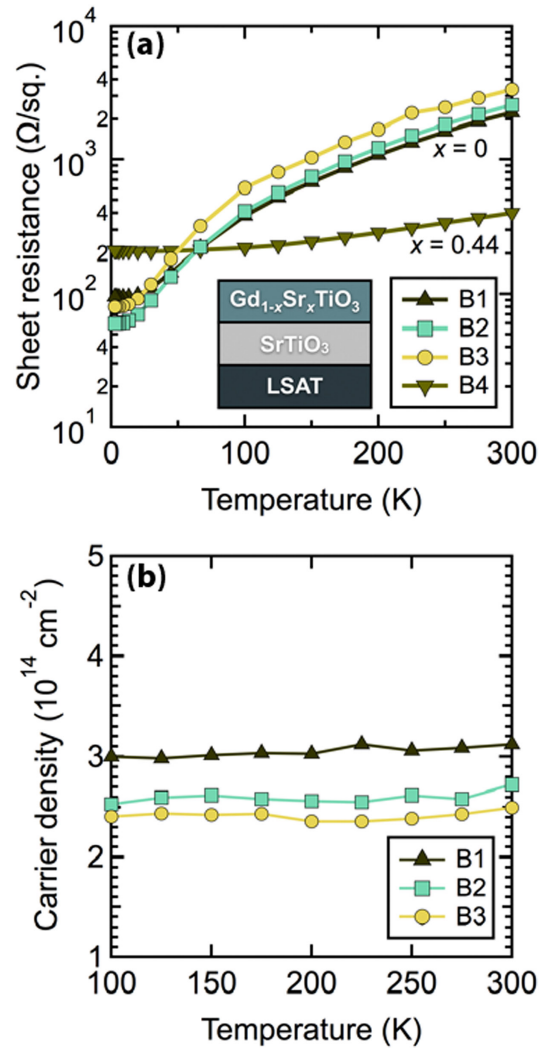 (a)
Sheet resistance (Ω/sq.)
10⁴
4
2
10³
4
2
10²
4
2
10¹
x = 0
x = 0.44
Gd₁₋ₓSrₓTiO₃
SrTiO₃
LSAT
B1
B2
B3
B4
0 100 200 300
Temperature (K)
(b)
Carrier density (10¹⁴ cm⁻²)
5
4
3
2
1
B1
B2
B3
100 150 200 250 300
Temperature (K)